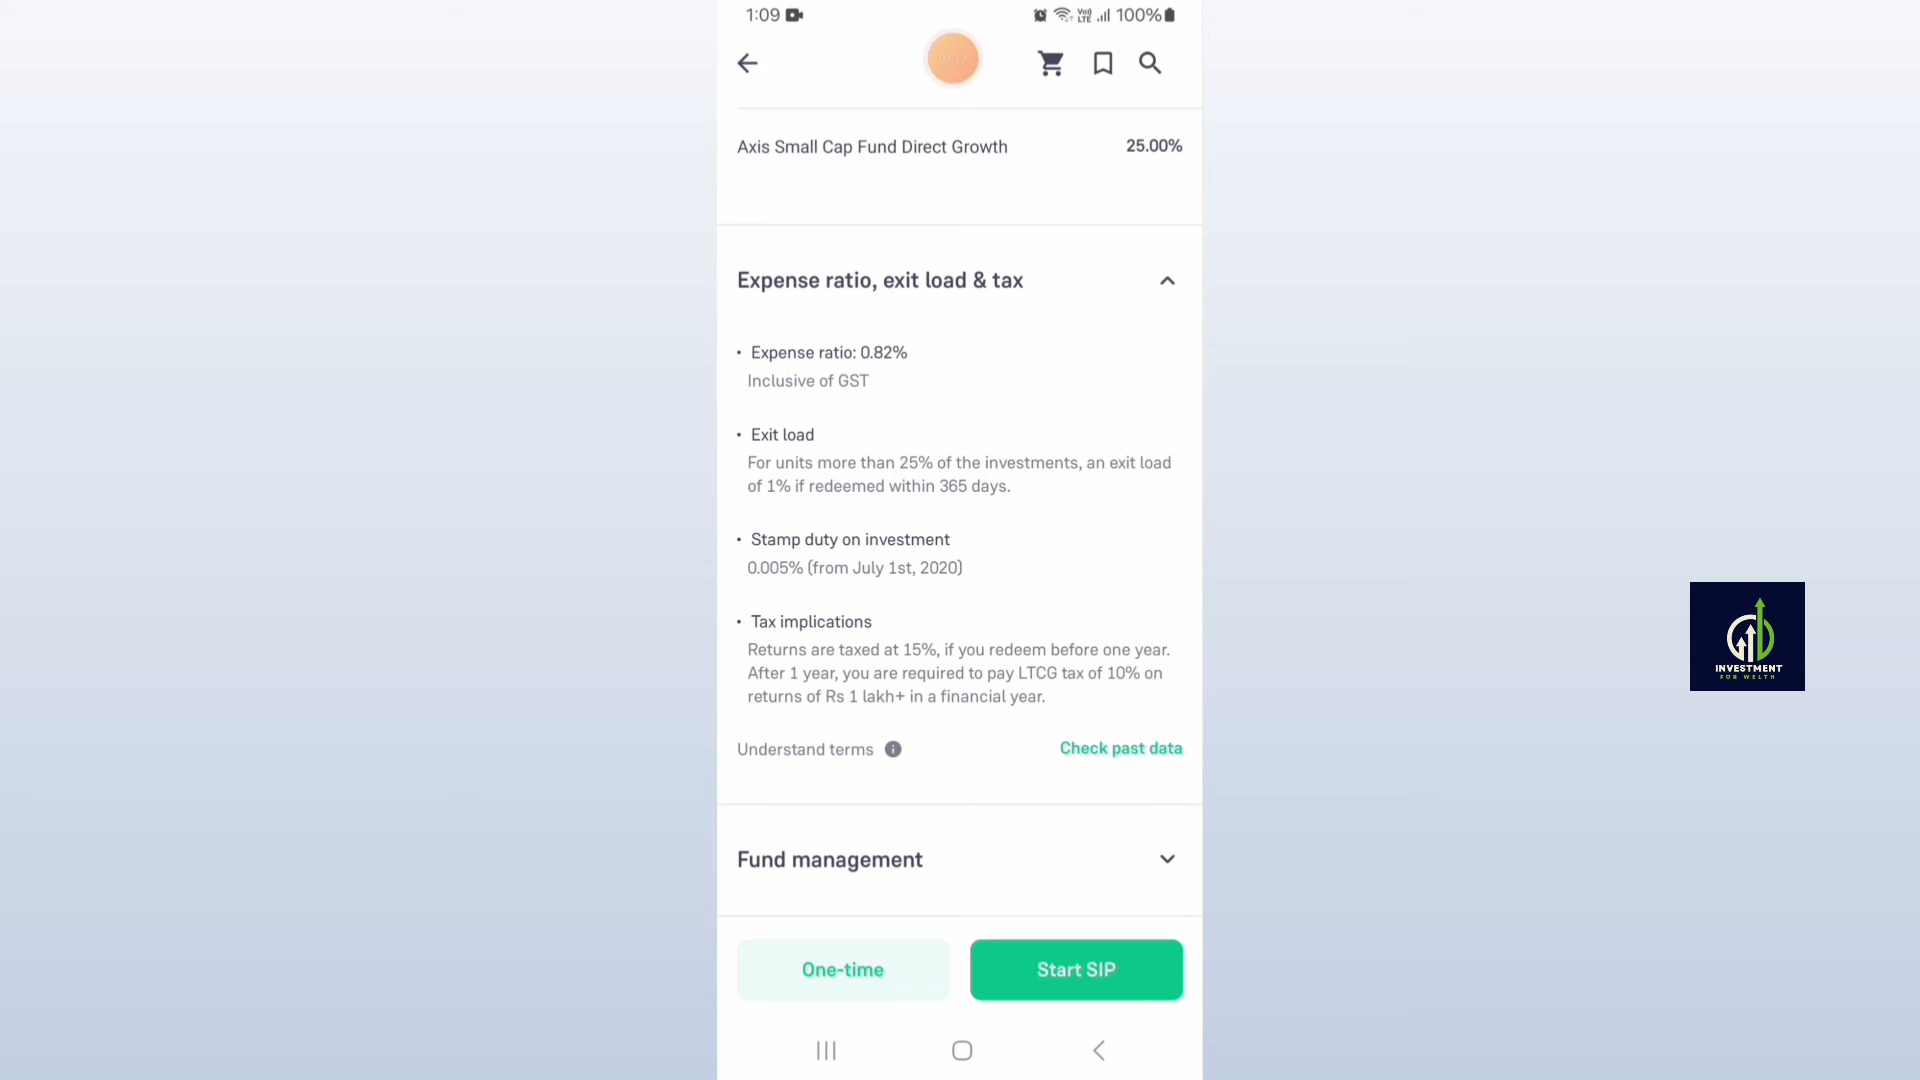 1:09
Voo)
LTE
100%
Axis Small Cap Fund Direct Growth
25.00%
Expense ratio, exit load & tax
• Expense ratio: 0.82%
Inclusive of GST
• Exit load
For units more than 25% of the investments, an exit load
of 1% if redeemed within 365 days.
• Stamp duty on investment
0.005% (from July 1st, 2020)
• Tax implications
Returns are taxed at 15%, if you redeem before one year.
After 1 year, you are required to pay LTCG tax of 10% on
returns of Rs 1 lakh+ in a financial year.
Understand terms
Check past data
Fund management
One-time
Start SIP
INVESTMENT
FOR WELTH